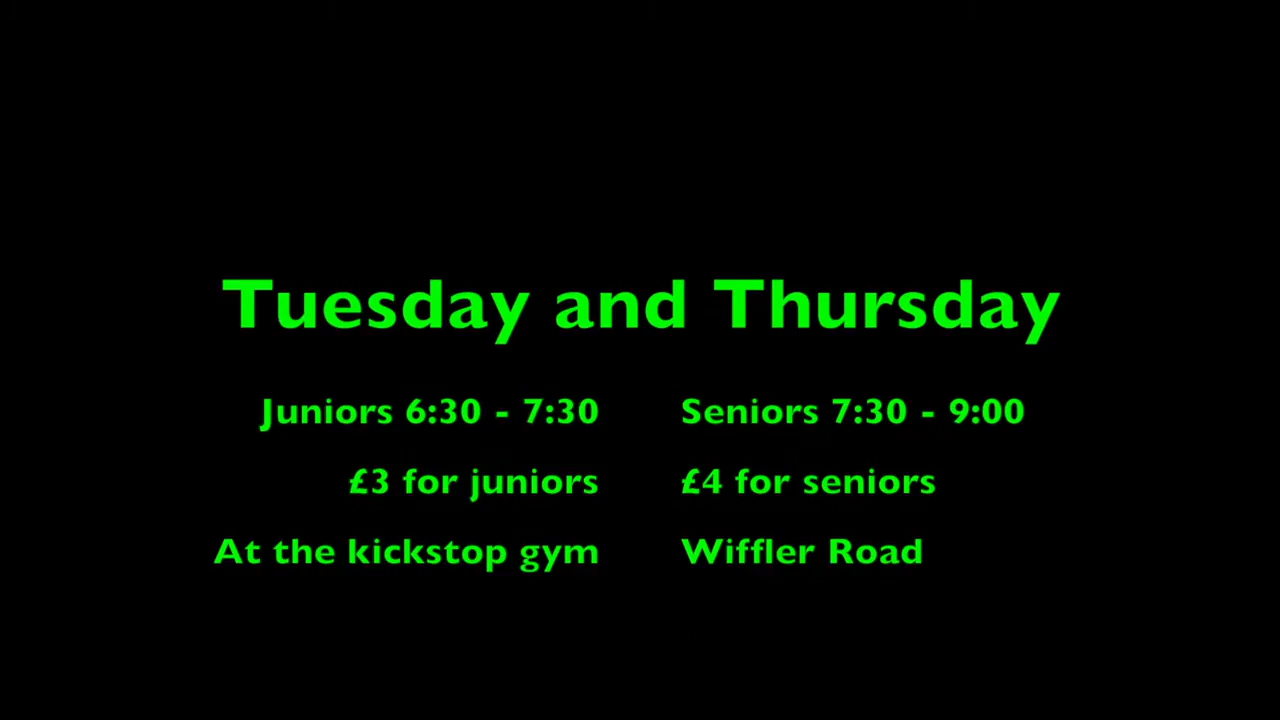 Tuesday and Thursday
Juniors 6:30 - 7:30 Seniors 7:30 - 9:00
£3 for juniors £4 for seniors
At the kickstop gym Wiffler Road